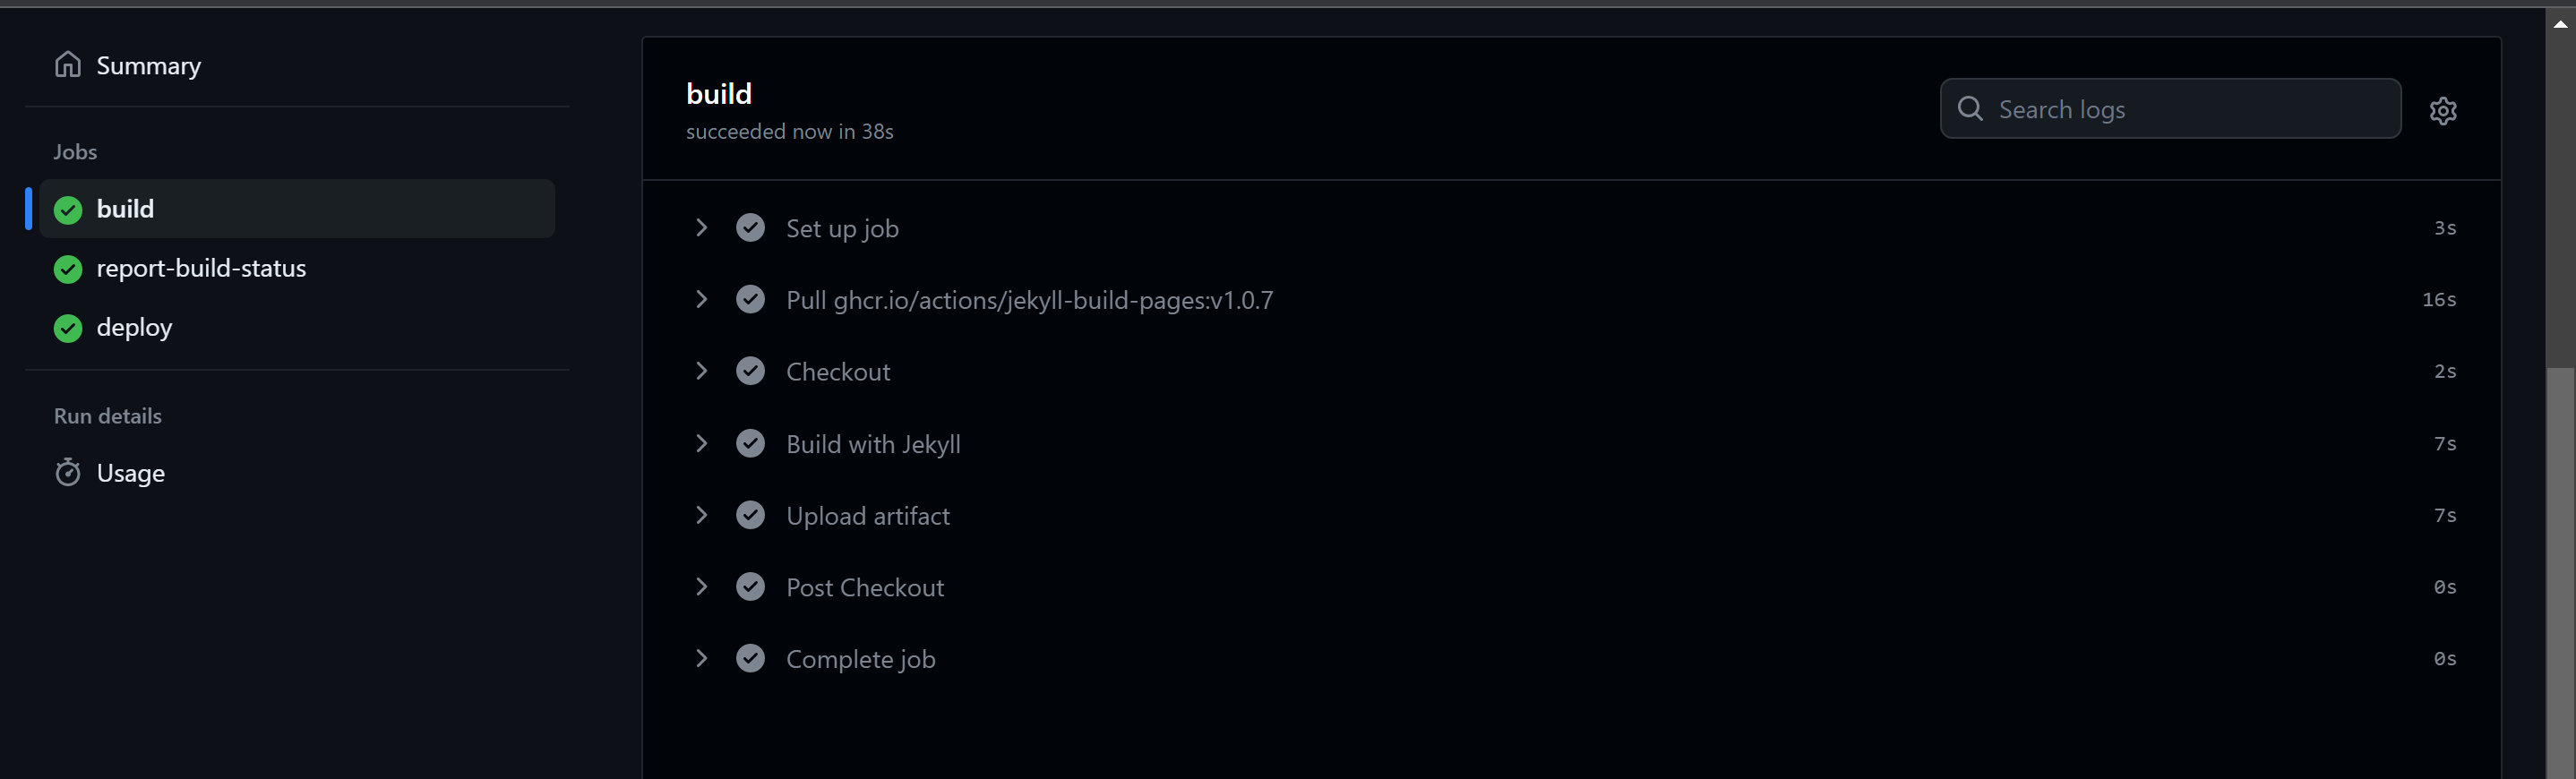 Summary
Jobs
build
report-build-status
deploy
Run details
Usage
build
succeeded now in 38s
Search logs
Set up job 3s
Pull ghcr.io/actions/jekyll-build-pages:v1.0.7 16s
Checkout 2s
Build with Jekyll 7s
Upload artifact 7s
Post Checkout 0s
Complete job 0s